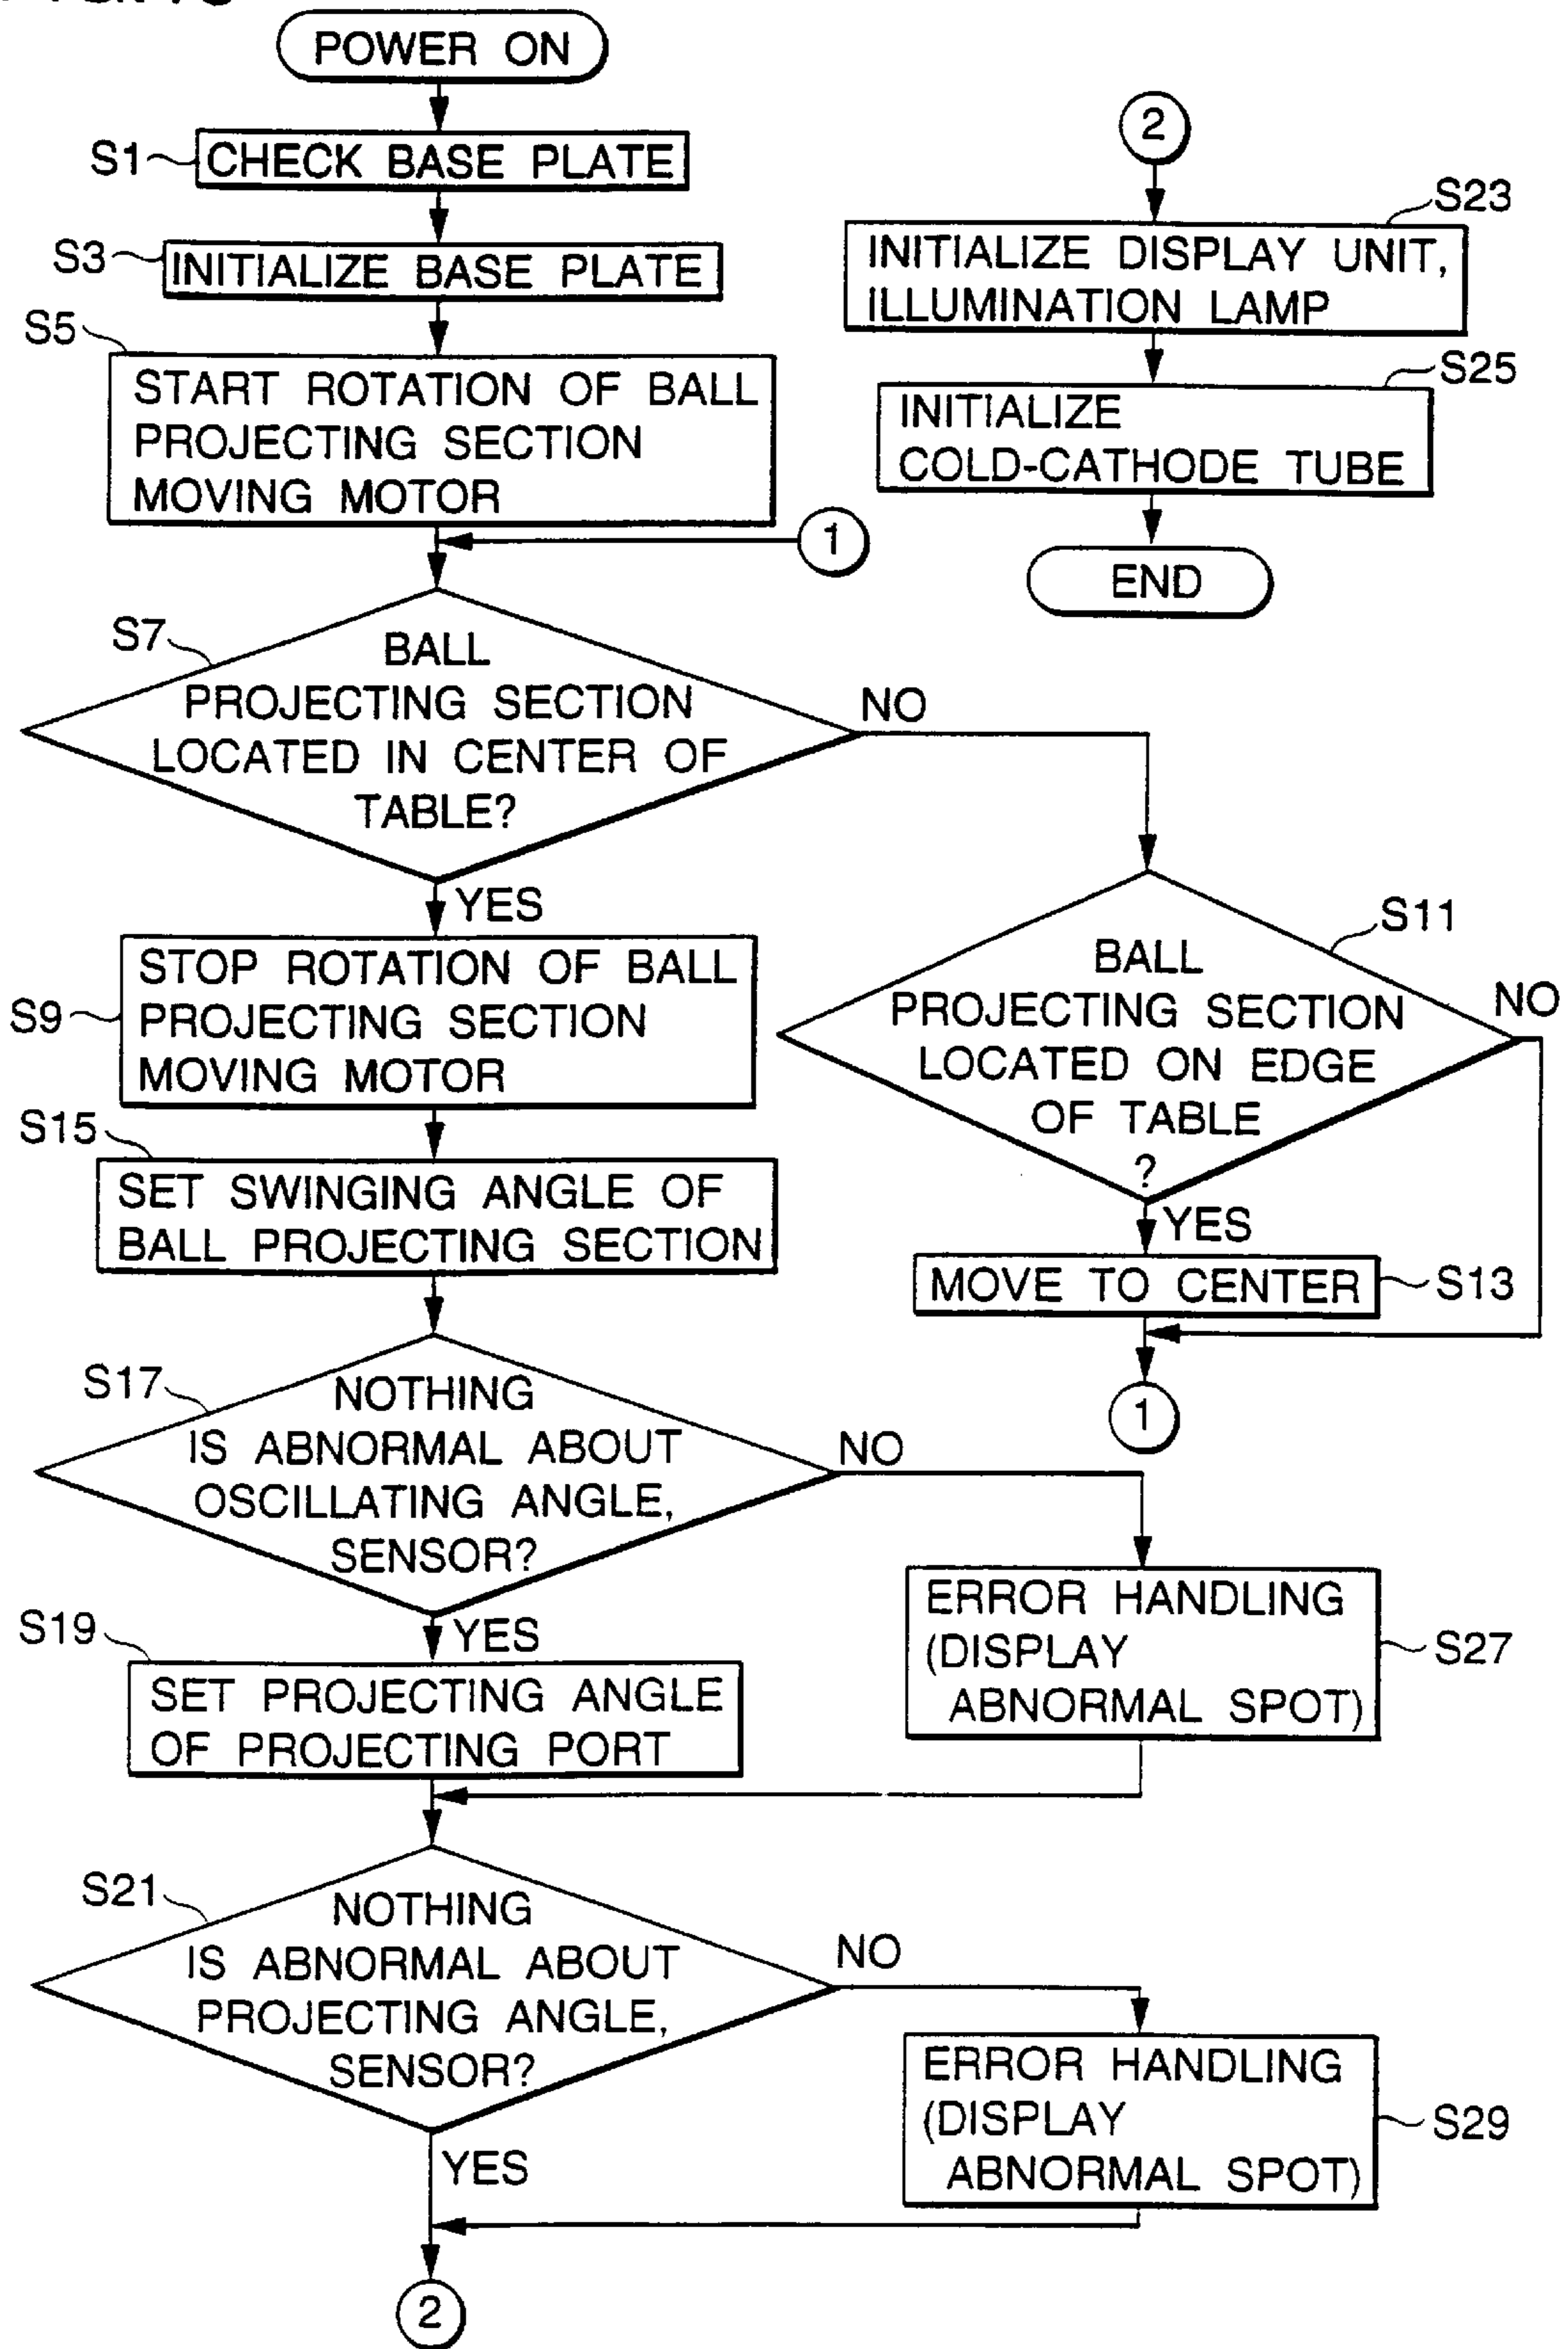 POWER ON
S1
CHECK BASE PLATE
S3
INITIALIZE BASE PLATE
S5
START ROTATION OF BALL
PROJECTING SECTION
MOVING MOTOR
1
S7
BALL
PROJECTING SECTION
LOCATED IN CENTER OF
TABLE?
NO
YES
S9
STOP ROTATION OF BALL
PROJECTING SECTION
MOVING MOTOR
S11
BALL
PROJECTING SECTION
LOCATED ON EDGE
OF TABLE
?
NO
YES
MOVE TO CENTER
S13
1
S15
SET SWINGING ANGLE OF
BALL PROJECTING SECTION
S17
NOTHING
IS ABNORMAL ABOUT
OSCILLATING ANGLE,
SENSOR?
NO
YES
ERROR HANDLING
(DISPLAY
ABNORMAL SPOT)
S27
S19
SET PROJECTING ANGLE
OF PROJECTING PORT
S21
NOTHING
IS ABNORMAL ABOUT
PROJECTING ANGLE,
SENSOR?
NO
YES
ERROR HANDLING
(DISPLAY
ABNORMAL SPOT)
S29
2
2
S23
INITIALIZE DISPLAY UNIT,
ILLUMINATION LAMP
S25
INITIALIZE
COLD-CATHODE TUBE
END